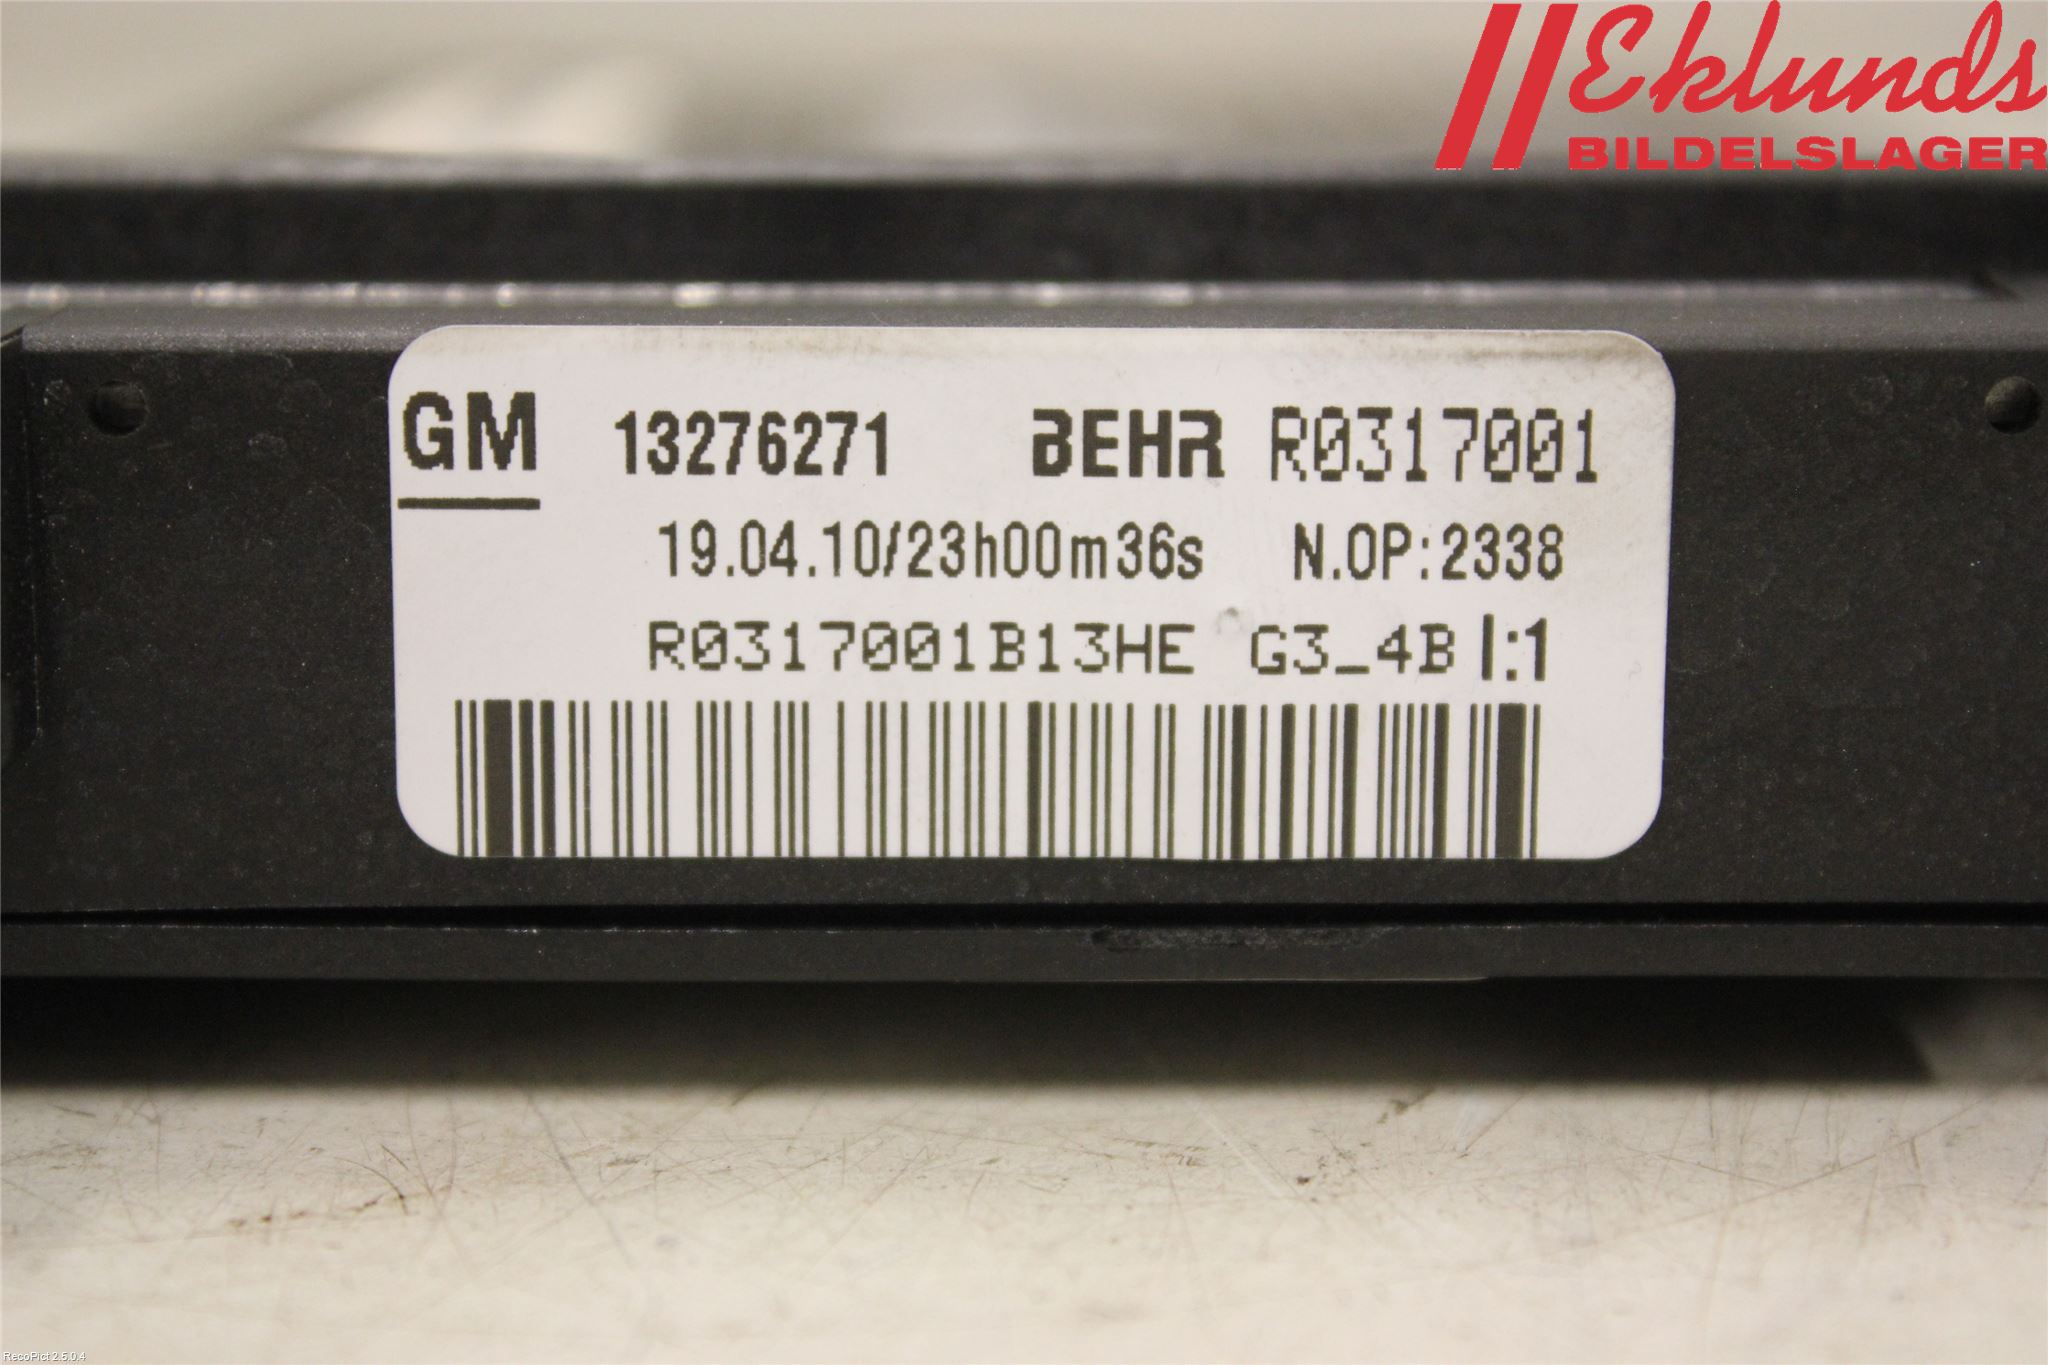 Eklunds
BILDELSLAGER
GM 13276271 BEHR R0317001
19.04.10/23h00m36s N.OP:2338
R0317001B13HE G3_4B I:1
RecoPict 2.5.0.4